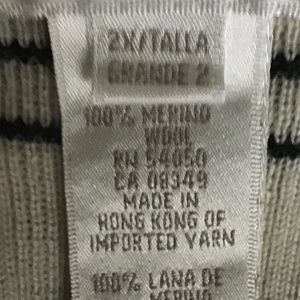 2X/TALLA
GRANDE 2
100% MERINO
WOOL
RN 54050
CA 08349
MADE IN
HONG KONG OF
IMPORTED YARN
100% LANA DE